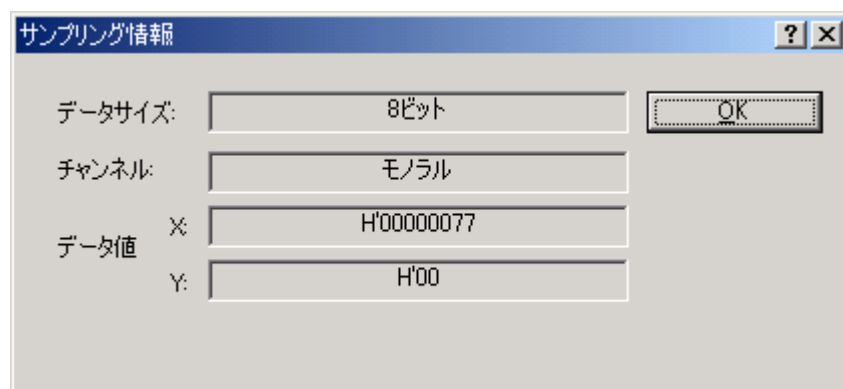 サンプリング情報
データサイズ: 8ビット OK
チャンネル: モノラル
データ値 X: H'00000077
Y: H'00